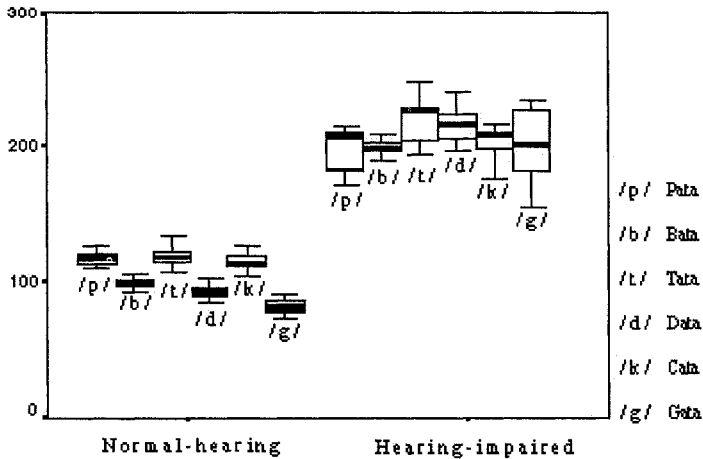 300
200
100
0
/p/ /b/ /t/ /d/ /k/ /g/
/p/ /b/ /t/ /d/ /k/ /g/
Normal-hearing Hearing-impaired
/p/ Pata
/b/ Bata
/t/ Tata
/d/ Data
/k/ Cata
/g/ Gata